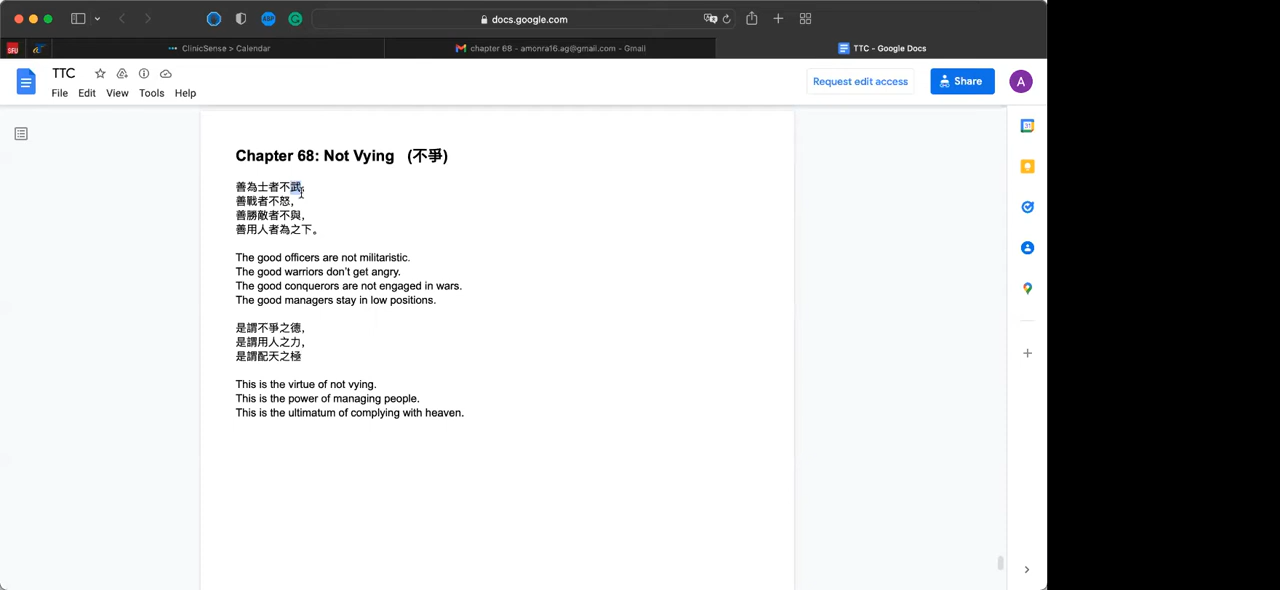 docs.google.com
ClinicSense > Calendar
chapter 68 - amonra16.ag@gmail.com - Gmail
TTC - Google Docs
TTC
File Edit View Tools Help
Request edit access
Share
A
Chapter 68: Not Vying (不爭)
善為士者不武,
善戰者不怒,
善勝敵者不與,
善用人者為之下。
The good officers are not militaristic.
The good warriors don't get angry.
The good conquerors are not engaged in wars.
The good managers stay in low positions.
是謂不爭之德,
是謂用人之力,
是謂配天之極
This is the virtue of not vying.
This is the power of managing people.
This is the ultimatum of complying with heaven.